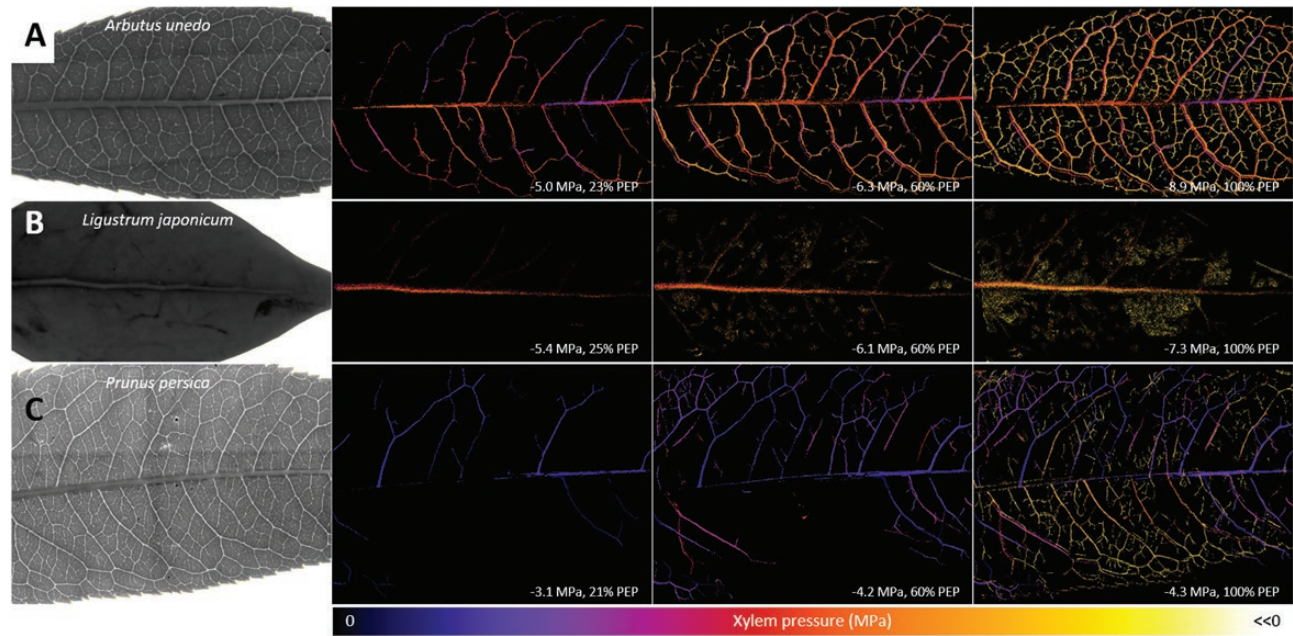 A
Arbutus unedo
-5.0 MPa, 23% PEP
-6.3 MPa, 60% PEP
-8.9 MPa, 100% PEP
B
Ligustrum japonicum
-5.4 MPa, 25% PEP
-6.1 MPa, 60% PEP
-7.3 MPa, 100% PEP
C
Prunus persica
-3.1 MPa, 21% PEP
-4.2 MPa, 60% PEP
-4.3 MPa, 100% PEP
0 Xylem pressure (MPa) <<0